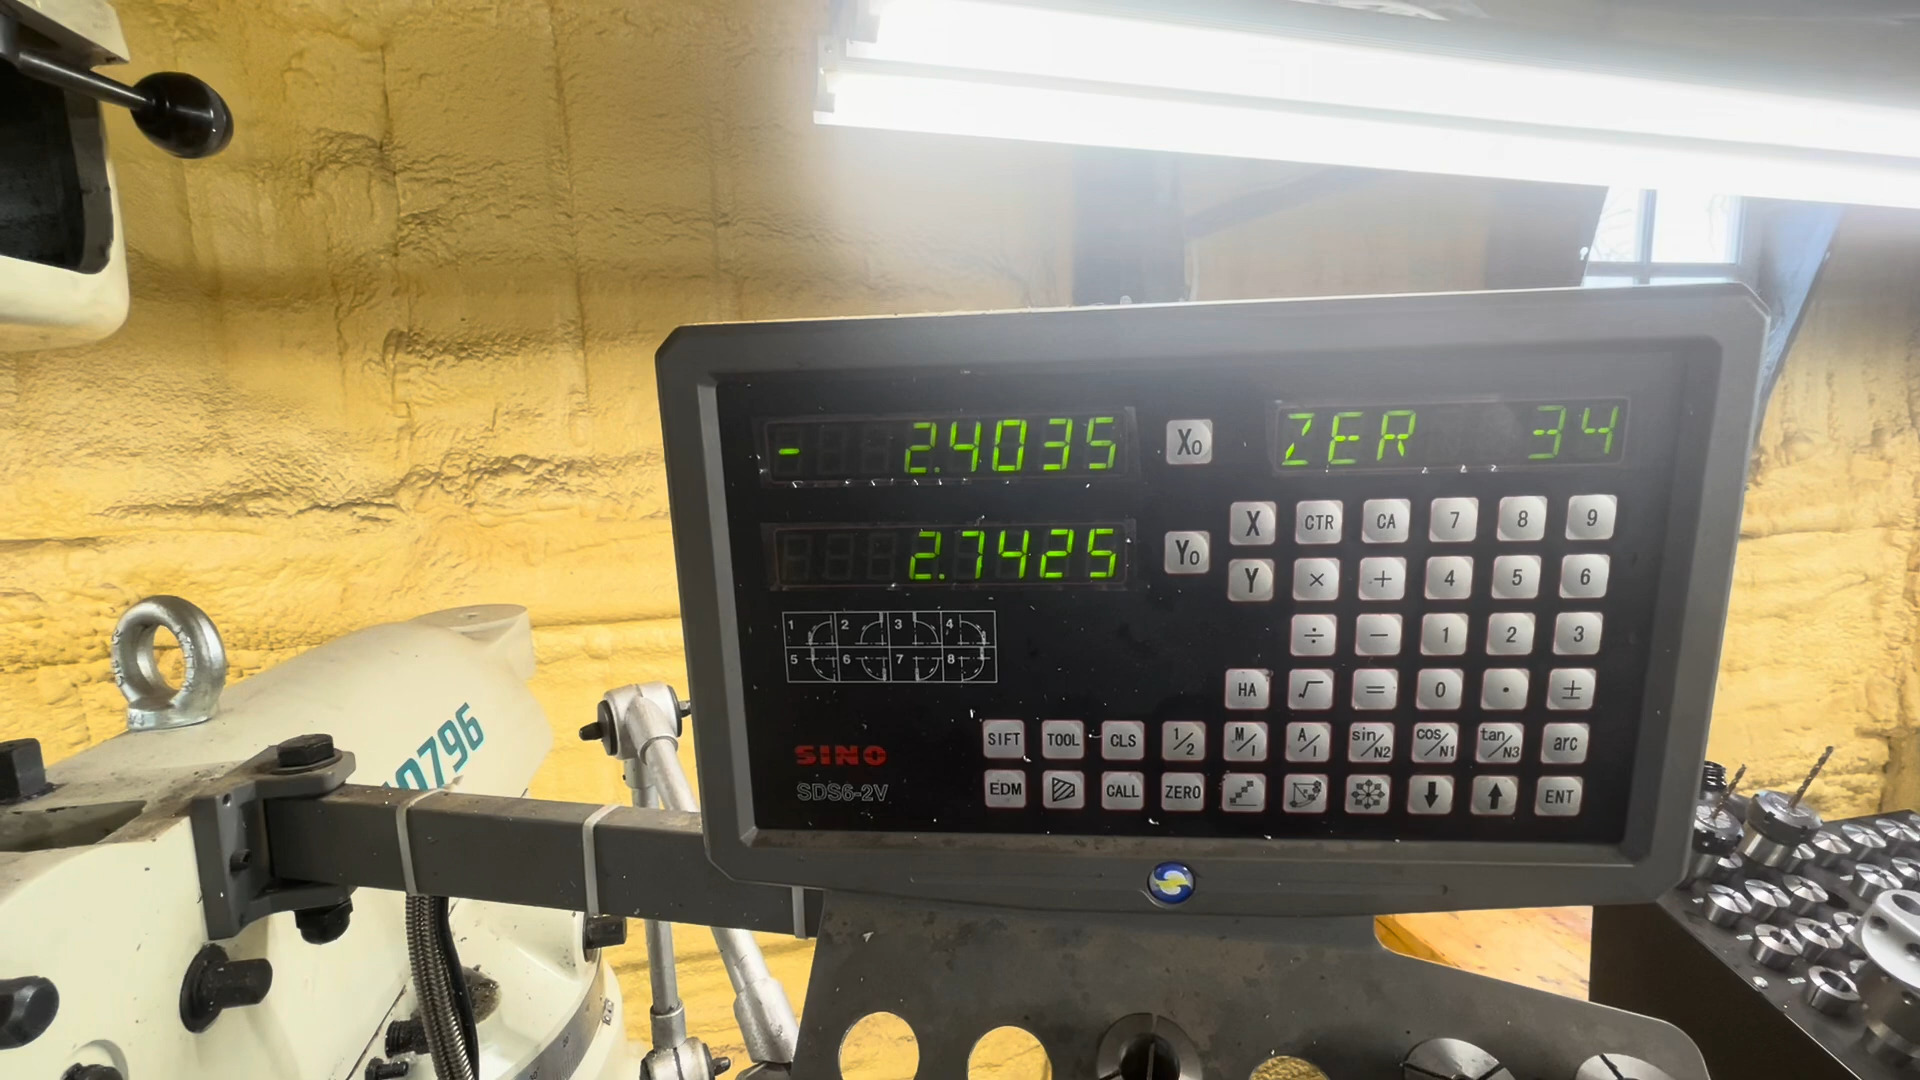 - 2.4035
X0
ZER 34
2.7425
Y0
X CTR CA 7 8 9
Y × + 4 5 6
÷ − 1 2 3
HA √ = 0 • ±
1 2 3 4
5 6 7 8
SINO
SDS6-2V
SIFT TOOL CLS 1/2 M/I A/I sin/N2 cos/N1 tan/N3 arc
EDM CALL ZERO ⬇ ⬆ ENT
0796